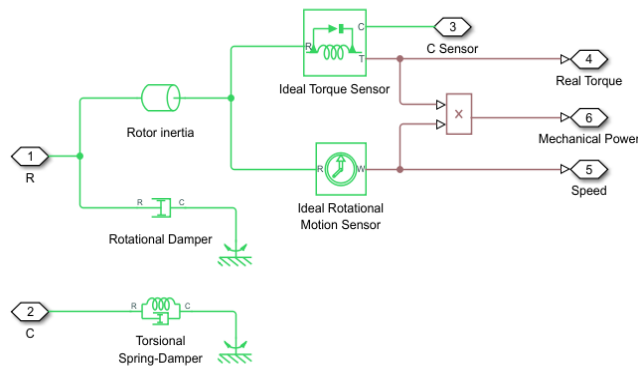 3
C
C Sensor
R
T
4
Ideal Torque Sensor
Real Torque
X
6
Rotor inertia
Mechanical Power
1
R
R
W
5
Ideal Rotational
Motion Sensor
Speed
R
C
Rotational Damper
2
R
C
C
Torsional
Spring-Damper